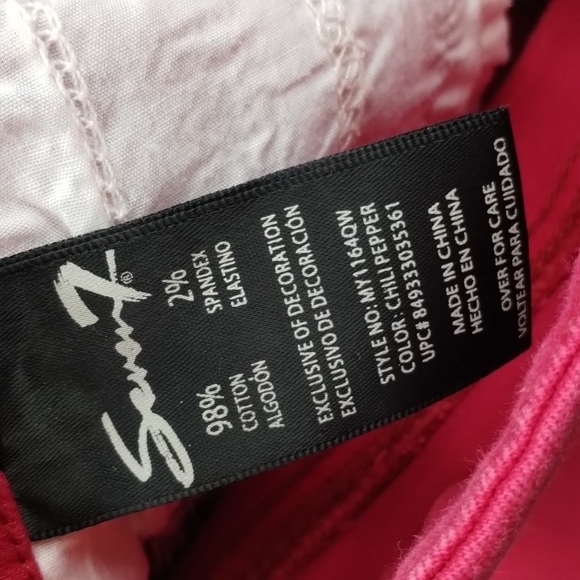 Seven7®
98% 2%
COTTON SPANDEX
ALGODÓN ELASTINO
EXCLUSIVE OF DECORATION
EXCLUSIVO DE DECORACIÓN
STYLE NO: MY1164QW
COLOR: CHILI PEPPER
UPC# 84933035361
MADE IN CHINA
HECHO EN CHINA
OVER FOR CARE
VOLTEAR PARA CUIDADO